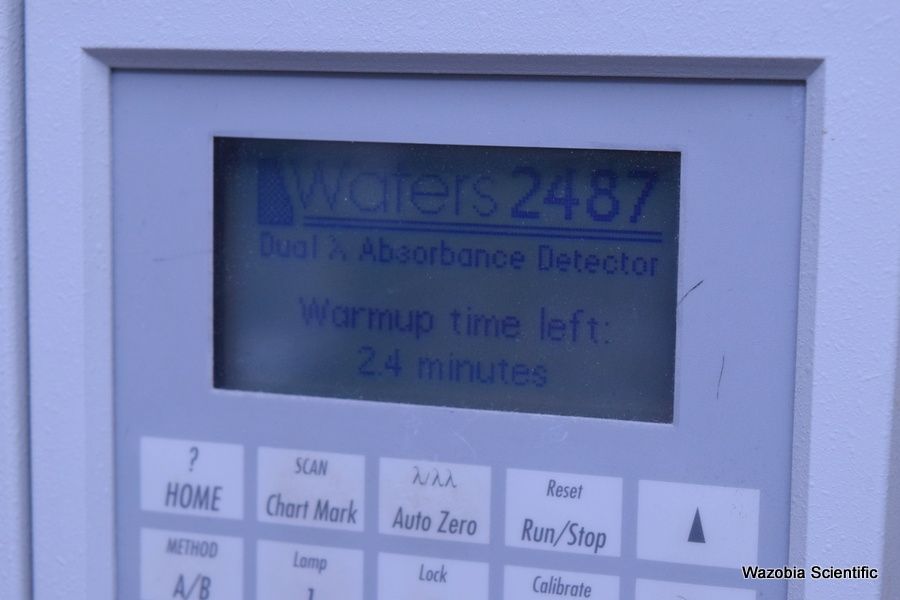 Waters 2487
Dual λ Absorbance Detector
Warmup time left:
2.4 minutes
?
HOME
SCAN
Chart Mark
λ/λλ
Auto Zero
Reset
Run/Stop
METHOD
A/B
Lamp
1
Lock
Calibrate
Wazobia Scientific